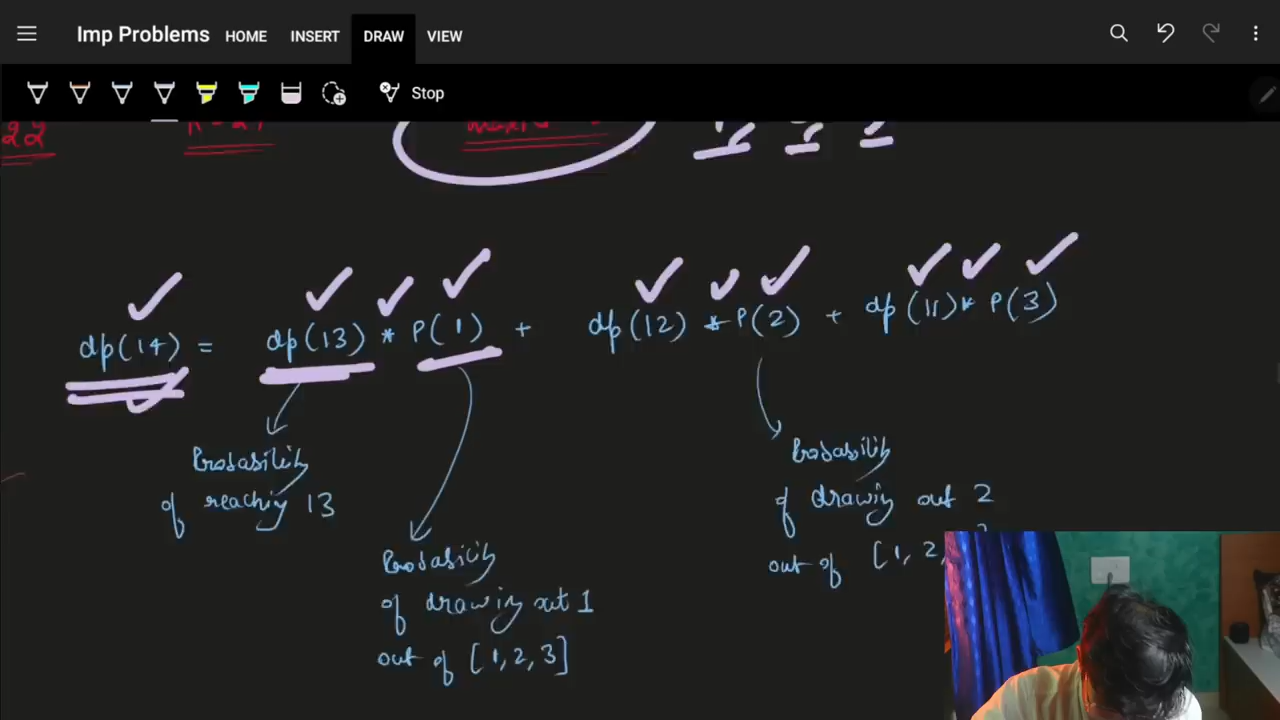 Imp Problems HOME INSERT DRAW VIEW
Stop
22
dp(14) = dp(13) * P(1) + dp(12) * P(2) + dp(11) * P(3)
Probability
of reaching 13
Probability
of drawing out 2
out of [1, 2,
Probability
of drawing out 1
out of [1, 2, 3]